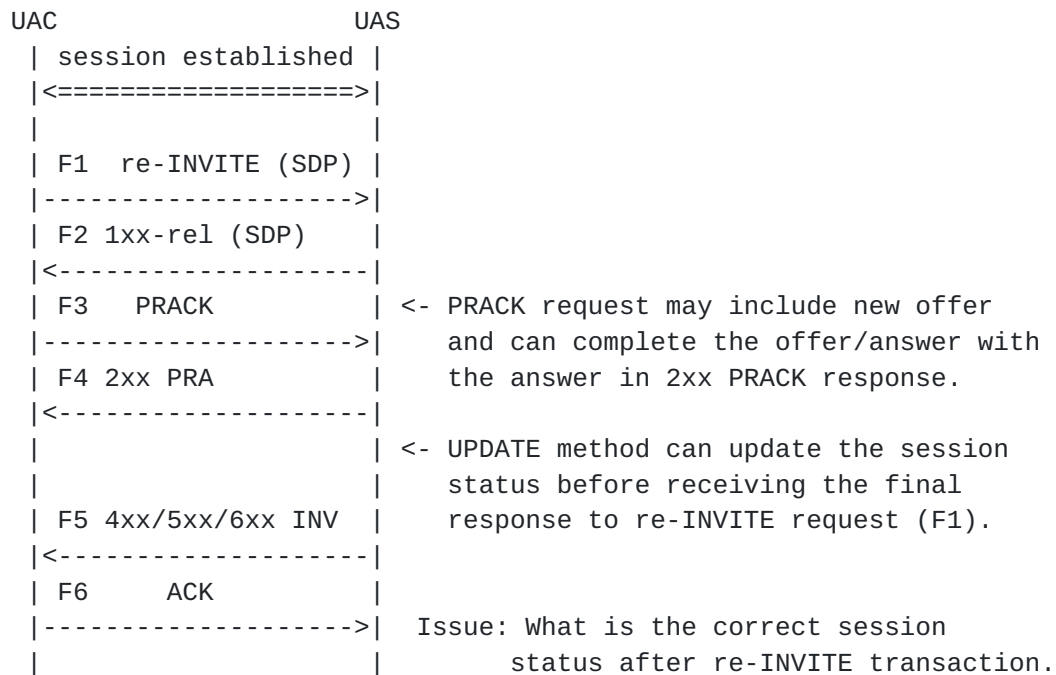 UAC                    UAS
 | session established |
 |<===================>|
 |                     |
 | F1   re-INVITE (SDP) |
 |-------------------->|
 | F2 1xx-rel (SDP)    |
 |<--------------------|
 | F3   PRACK          | <- PRACK request may include new offer
 |-------------------->|    and can complete the offer/answer with
 | F4 2xx PRA          |    the answer in 2xx PRACK response.
 |<--------------------|
 |                     | <- UPDATE method can update the session
 |                     |    status before receiving the final
 | F5 4xx/5xx/6xx INV  |    response to re-INVITE request (F1).
 |<--------------------|
 | F6     ACK          |
 |-------------------->|  Issue: What is the correct session
 |                     |        status after re-INVITE transaction.